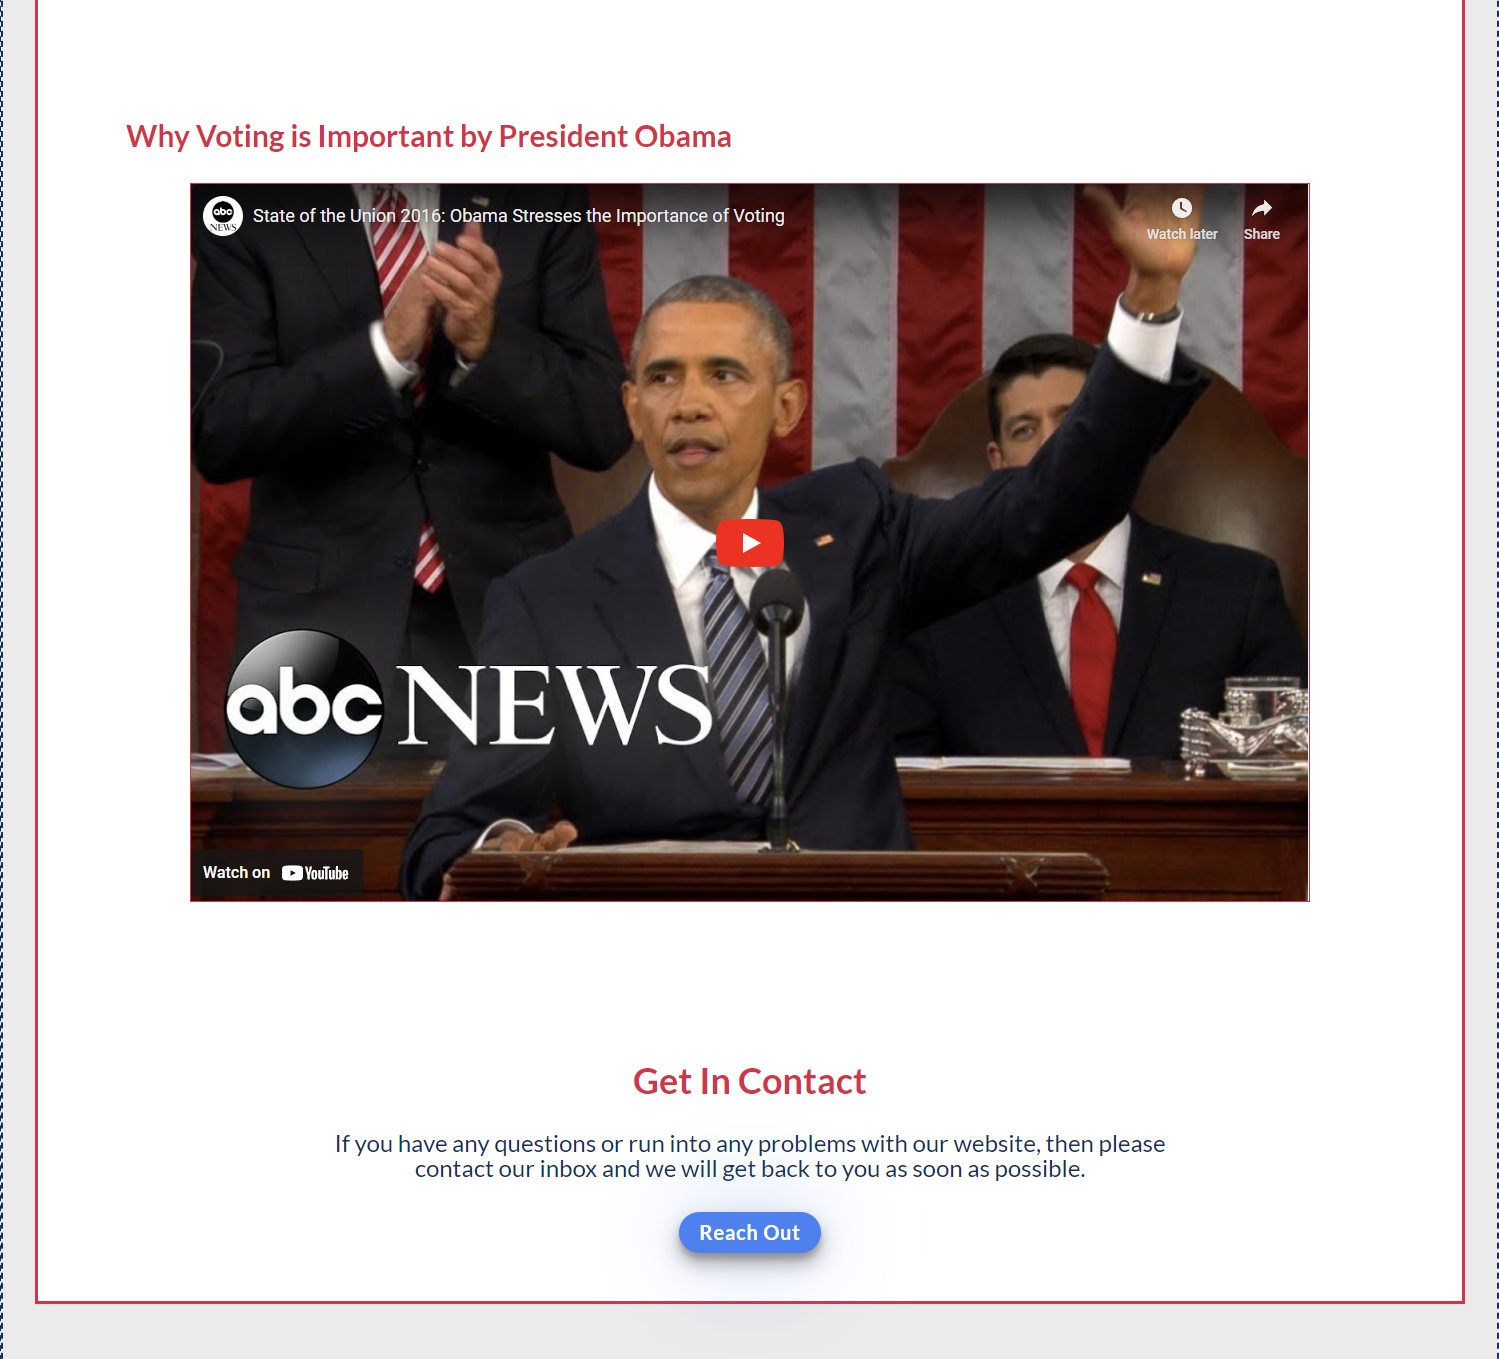 Why Voting is Important by President Obama
abc
NEWS
State of the Union 2016: Obama Stresses the Importance of Voting
Watch later
Share
abc NEWS
Watch on YouTube
Get In Contact
If you have any questions or run into any problems with our website, then please
contact our inbox and we will get back to you as soon as possible.
Reach Out